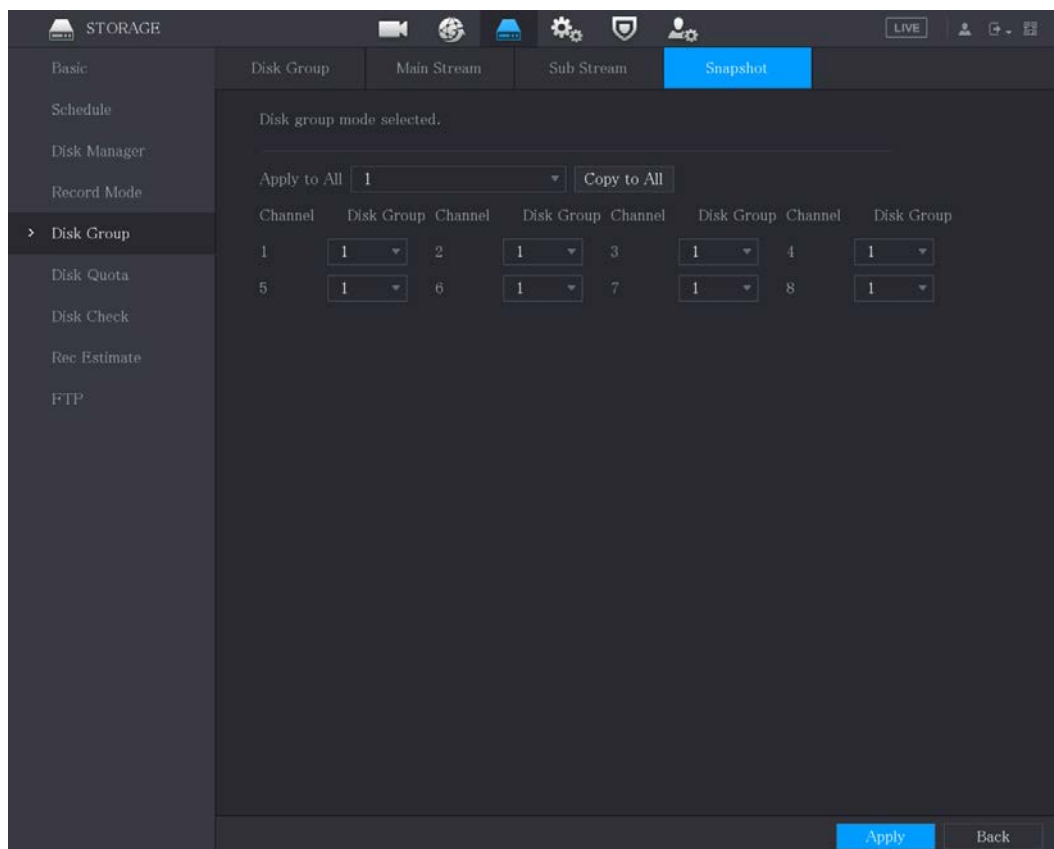 STORAGE LIVE
Basic
Schedule
Disk Manager
Record Mode
Disk Group
Disk Quota
Disk Check
Rec Estimate
FTP
Disk Group Main Stream Sub Stream Snapshot
Disk group mode selected.
Apply to All 1 Copy to All
Channel Disk Group Channel Disk Group Channel Disk Group Channel Disk Group
1 1 2 1 3 1 4 1
5 1 6 1 7 1 8 1
Apply Back